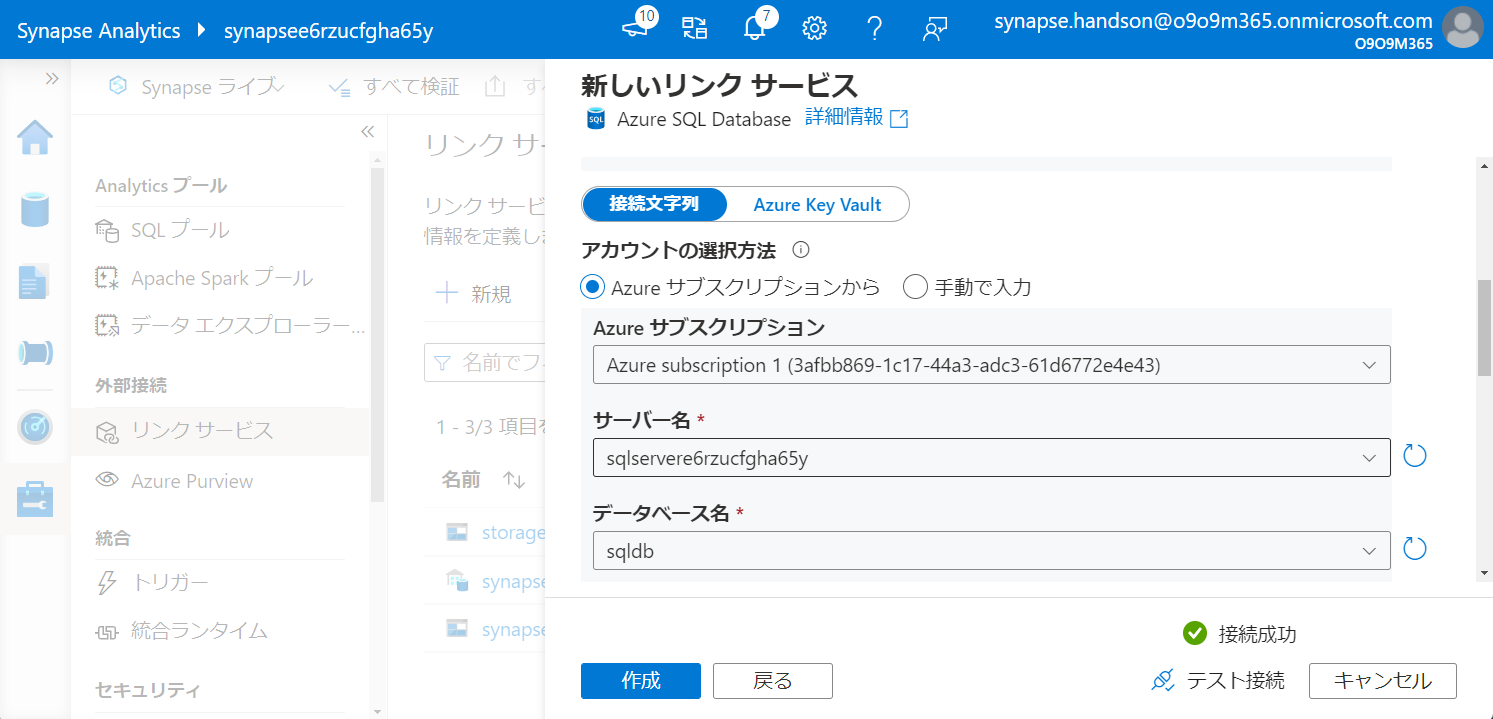 Synapse Analytics synapsee6rzucfgha65y
10
7
synapse.handson@o9o9m365.onmicrosoft.com
O9O9M365
Synapse ライブ
すべて検証
す
Analytics プール
SQL プール
Apache Spark プール
データ エクスプローラー...
外部接続
リンク サービス
Azure Purview
統合
トリガー
統合ランタイム
セキュリティ
リンク サー
リンク サービ
情報を定義しま
新規
名前でフィ
1 - 3/3 項目を
名前
storage
synapse
synapse
新しいリンク サービス
Azure SQL Database 詳細情報
接続文字列 Azure Key Vault
アカウントの選択方法
Azure サブスクリプションから 手動で入力
Azure サブスクリプション
Azure subscription 1 (3afbb869-1c17-44a3-adc3-61d6772e4e43)
サーバー名 *
sqlservere6rzucfgha65y
データベース名 *
sqldb
接続成功
作成 戻る テスト接続 キャンセル